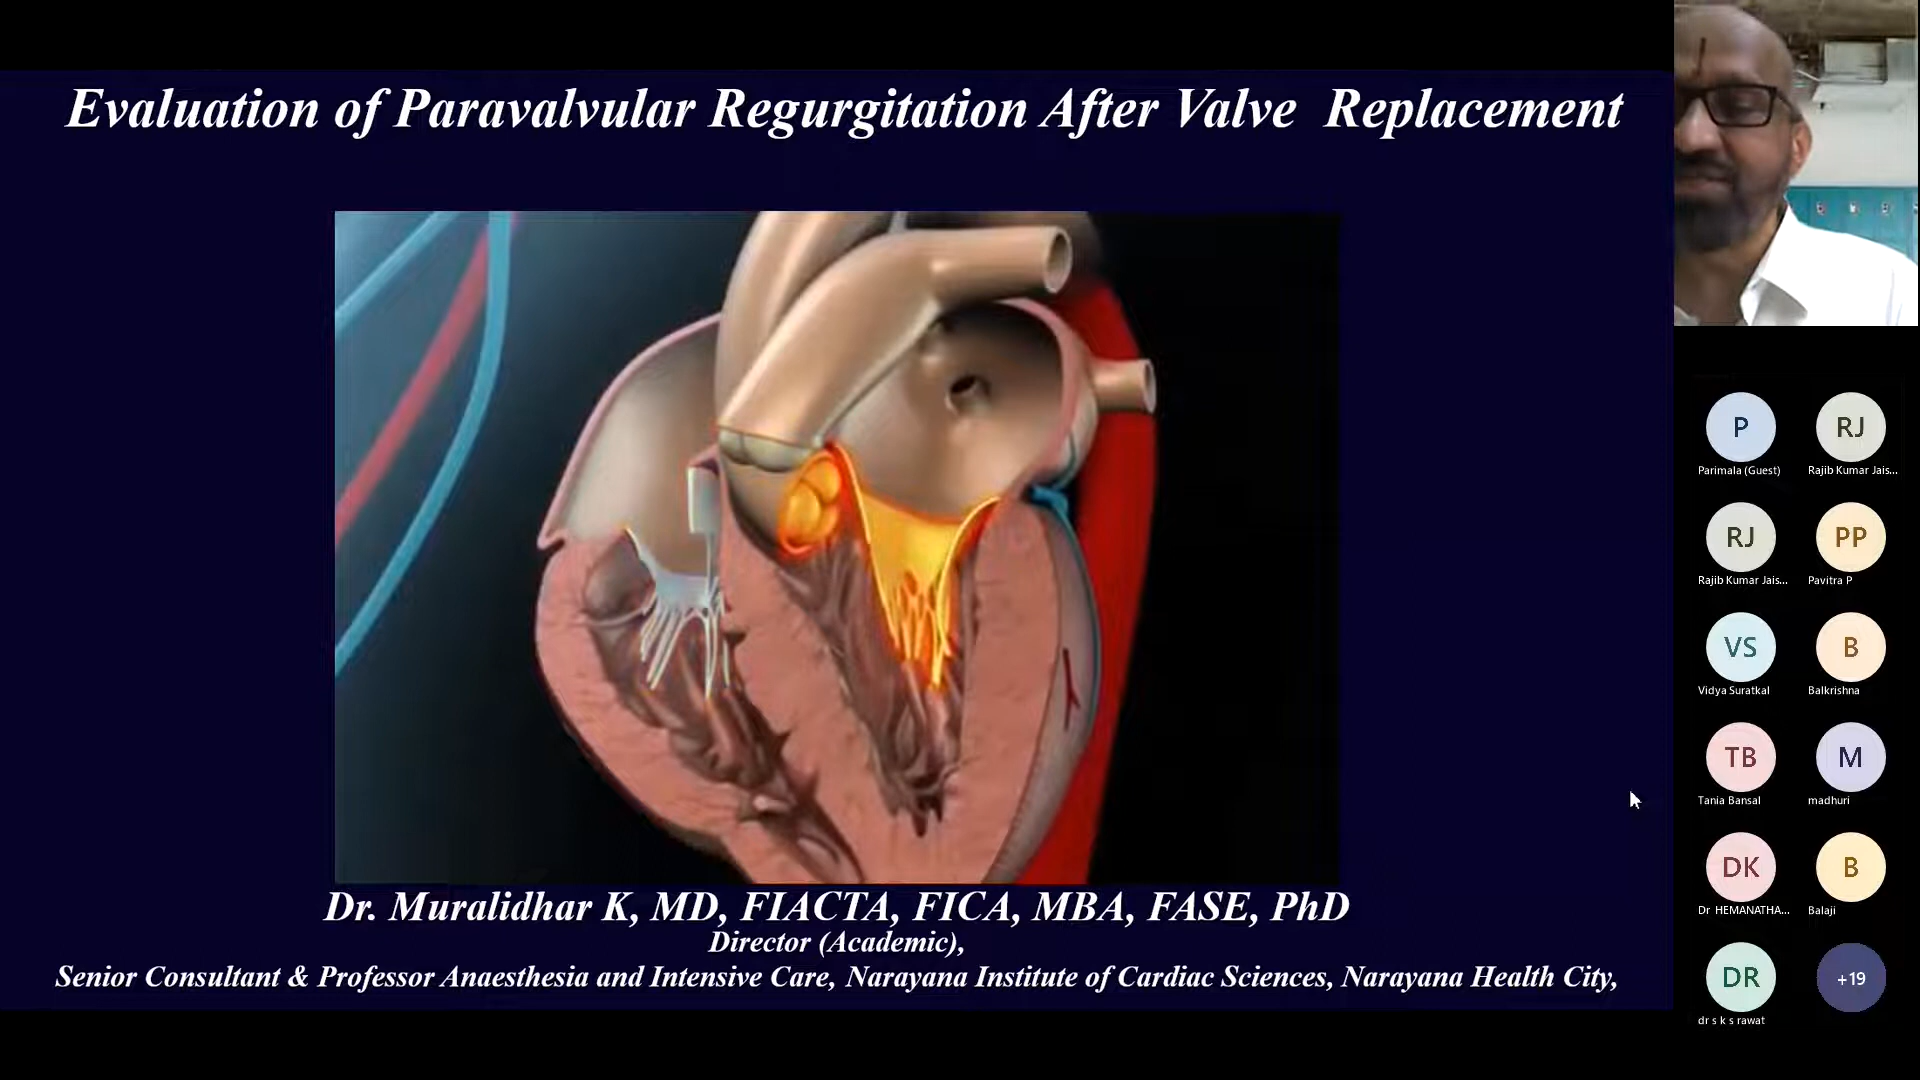 Evaluation of Paravalvular Regurgitation After Valve Replacement
Dr. Muralidhar K, MD, FIACTA, FICA, MBA, FASE, PhD
Director (Academic),
Senior Consultant & Professor Anaesthesia and Intensive Care, Narayana Institute of Cardiac Sciences, Narayana Health City,
P RJ
Parimala (Guest) Rajib Kumar Jais...
RJ PP
Rajib Kumar Jais... Pavitra P
VS B
Vidya Suratkal Balkrishna
TB M
Tania Bansal madhuri
DK B
Dr HEMANATHA... Balaji
DR +19
dr s k s rawat